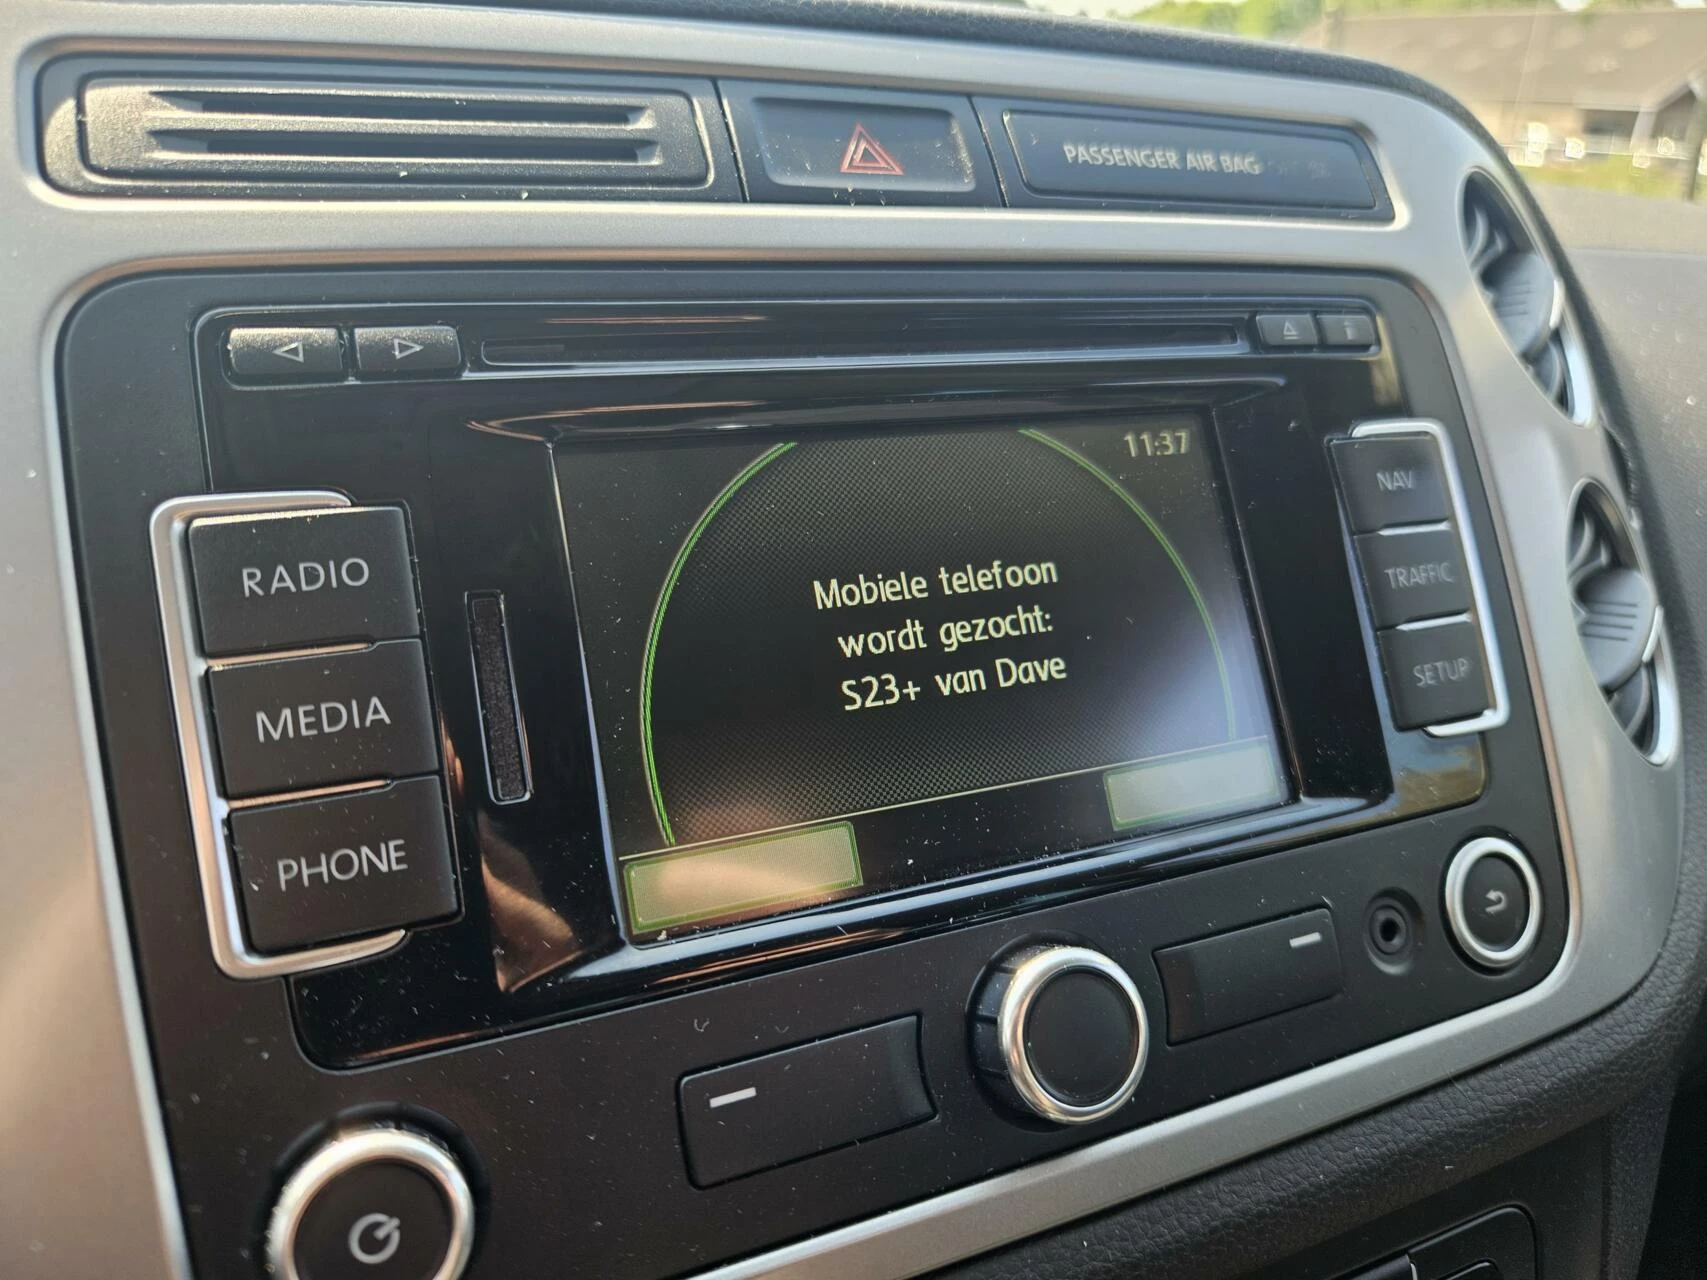 PASSENGER AIR BAG
11:37
RADIO
MEDIA
PHONE
Mobiele telefoon
wordt gezocht:
S23+ van Dave
NAV
TRAFFIC
SETUP